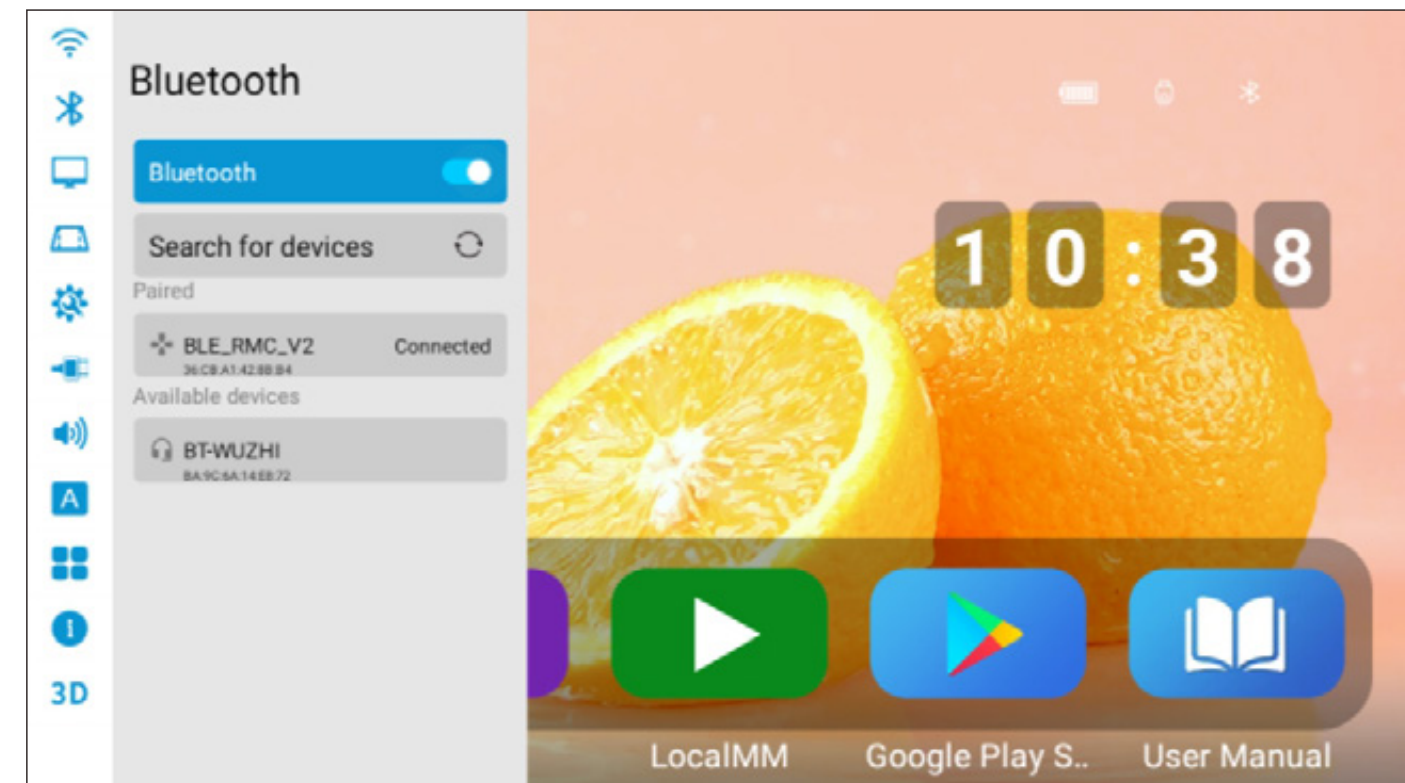 Bluetooth
Bluetooth
Search for devices
Paired
BLE_RMC_V2 Connected
36:CB:A1:42:8B:B4
Available devices
BT-WUZHI
BA:9C:6A:14:EB:72
A
3D
10:38
LocalMM Google Play S.. User Manual